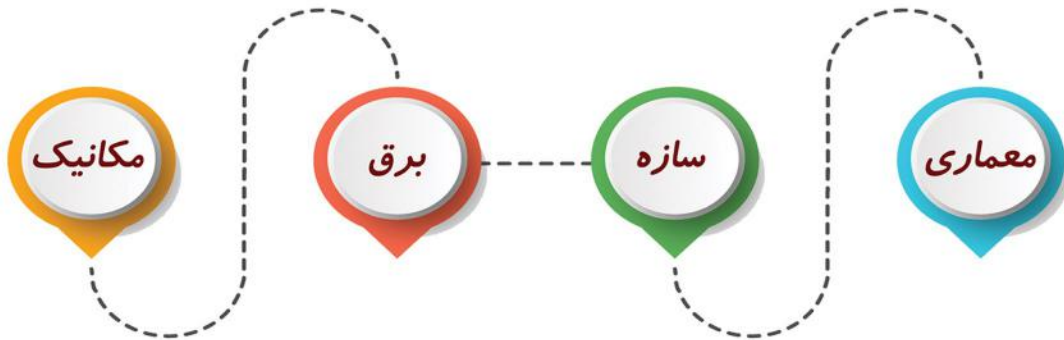 معماری
سازه
برق
مکانیک